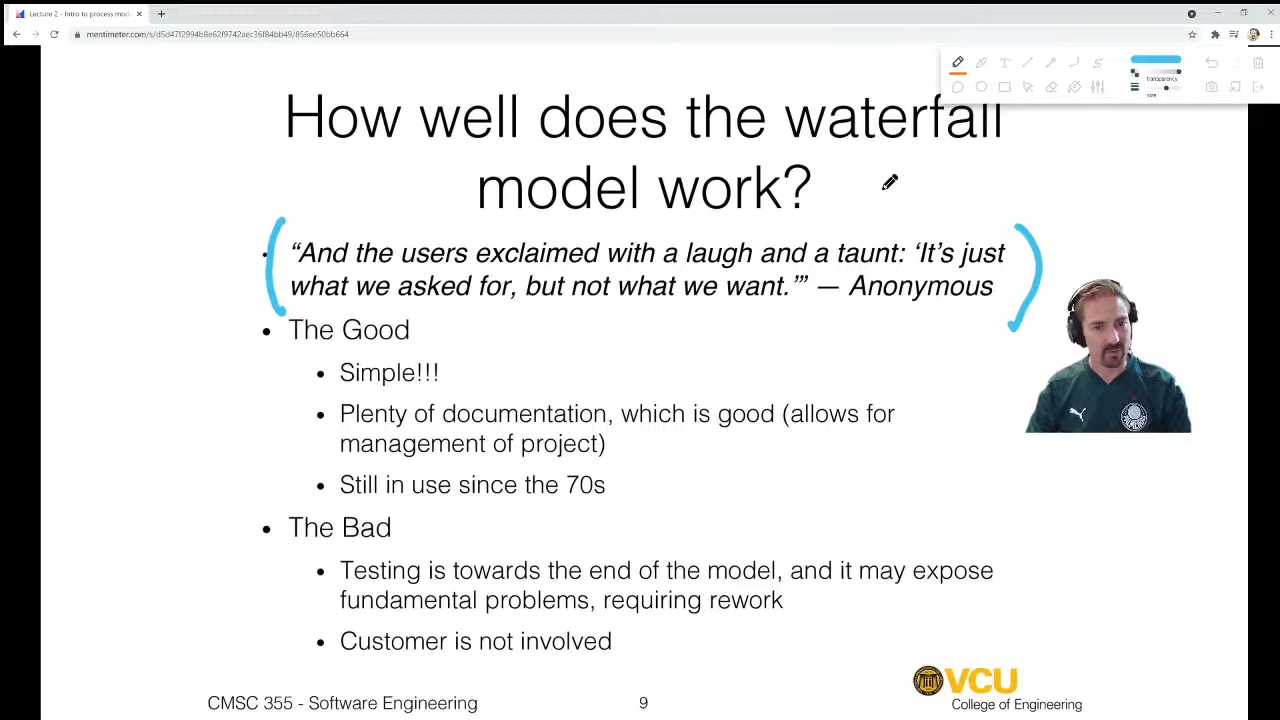 Lecture 2 - Intro to process mod
mentimeter.com/s/d5d47f2994b8e62f9742aec36f84bb49/856ee50bb664
transparency
size
How well does the waterfall
model work?
• “And the users exclaimed with a laugh and a taunt: ‘It’s just
what we asked for, but not what we want.’” — Anonymous
• The Good
• Simple!!!
• Plenty of documentation, which is good (allows for
management of project)
• Still in use since the 70s
• The Bad
• Testing is towards the end of the model, and it may expose
fundamental problems, requiring rework
• Customer is not involved
PALMEIRAS
CMSC 355 - Software Engineering
9
VCU
College of Engineering